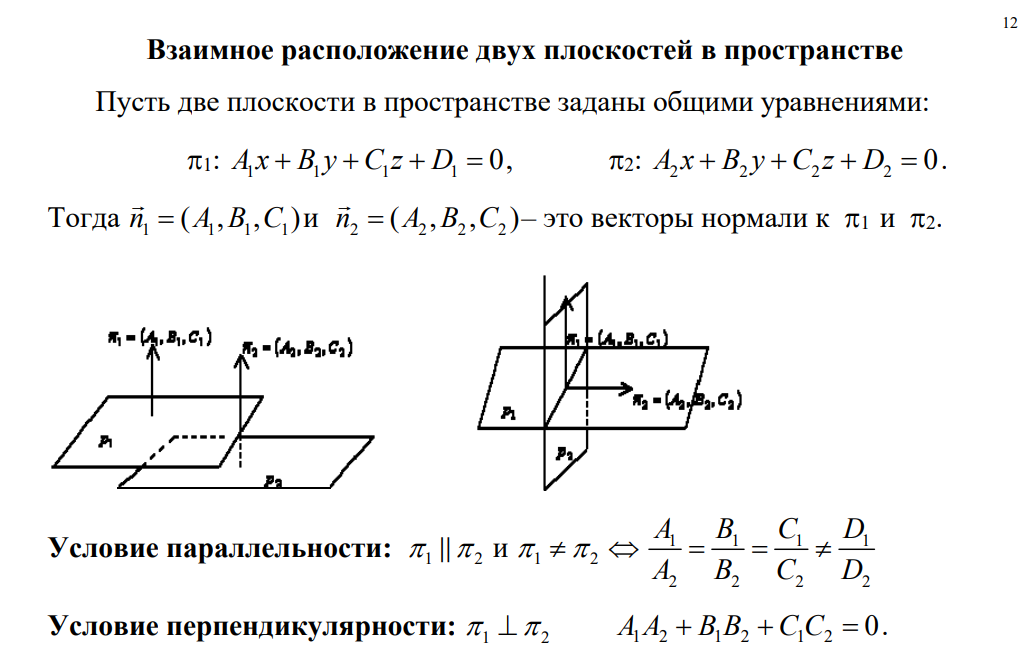 12
Взаимное расположение двух плоскостей в пространстве
Пусть две плоскости в пространстве заданы общими уравнениями:
π1: A₁x + B₁y + C₁z + D₁ = 0, π2: A₂x + B₂y + C₂z + D₂ = 0.
Тогда n⃗₁ = (A₁, B₁, C₁) и n⃗₂ = (A₂, B₂, C₂) – это векторы нормали к π1 и π2.
n₁ = (A₁, B₁, C₁)
n₂ = (A₂, B₂, C₂)
p₁
p₂
n₁ = (A₁, B₁, C₁)
n₂ = (A₂, B₂, C₂)
p₁
p₂
Условие параллельности: π₁ || π₂ и π₁ ≠ π₂ ⇔ A₁/A₂ = B₁/B₂ = C₁/C₂ ≠ D₁/D₂
Условие перпендикулярности: π₁ ⊥ π₂ A₁A₂ + B₁B₂ + C₁C₂ = 0.